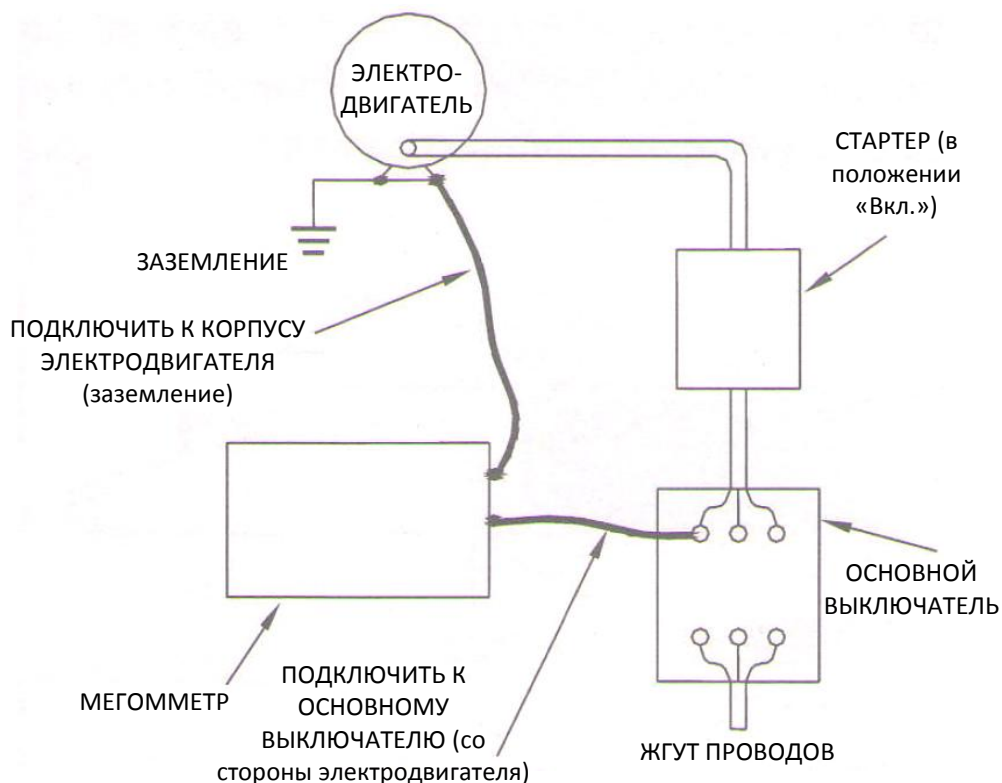 ЭЛЕКТРО-
ДВИГАТЕЛЬ
СТАРТЕР (в
положении
«Вкл.»)
ЗАЗЕМЛЕНИЕ
ПОДКЛЮЧИТЬ К КОРПУСУ
ЭЛЕКТРОДВИГАТЕЛЯ
(заземление)
ОСНОВНОЙ
ВЫКЛЮЧАТЕЛЬ
МЕГОММЕТР
ПОДКЛЮЧИТЬ К
ОСНОВНОМУ
ВЫКЛЮЧАТЕЛЮ (со
стороны электродвигателя)
ЖГУТ ПРОВОДОВ